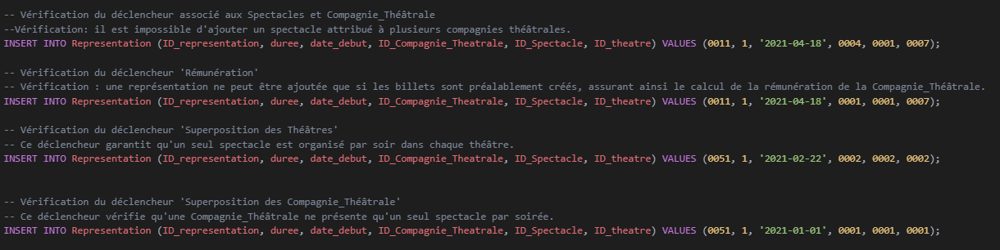 -- Vérification du déclencheur associé aux Spectacles et Compagnie_Théâtrale
--Vérification: il est impossible d'ajouter un spectacle attribué à plusieurs compagnies théâtrales.
INSERT INTO Representation (ID_representation, duree, date_debut, ID_Compagnie_Theatrale, ID_Spectacle, ID_theatre) VALUES (0011, 1, '2021-04-18', 0004, 0001, 0007);
-- Vérification du déclencheur 'Rémunération'
-- Vérification : une représentation ne peut être ajoutée que si les billets sont préalablement créés, assurant ainsi le calcul de la rémunération de la Compagnie_Théâtrale.
INSERT INTO Representation (ID_representation, duree, date_debut, ID_Compagnie_Theatrale, ID_Spectacle, ID_theatre) VALUES (0011, 1, '2021-04-18', 0001, 0001, 0007);
-- Vérification du déclencheur 'Superposition des Théâtres'
-- Ce déclencheur garantit qu'un seul spectacle est organisé par soir dans chaque théâtre.
INSERT INTO Representation (ID_representation, duree, date_debut, ID_Compagnie_Theatrale, ID_Spectacle, ID_theatre) VALUES (0051, 1, '2021-02-22', 0002, 0002, 0002);
-- Vérification du déclencheur 'Superposition des Compagnie_Théâtrale'
-- Ce déclencheur vérifie qu'une Compagnie_Théâtrale ne présente qu'un seul spectacle par soirée.
INSERT INTO Representation (ID_representation, duree, date_debut, ID_Compagnie_Theatrale, ID_Spectacle, ID_theatre) VALUES (0051, 1, '2021-01-01', 0001, 0001, 0001);